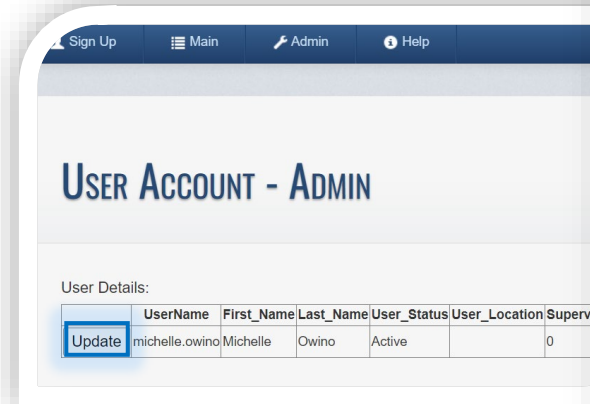 Sign Up Main Admin Help
User Account - Admin
User Details:
UserName First_Name Last_Name User_Status User_Location Superv
Update michelle.owino Michelle Owino Active 0